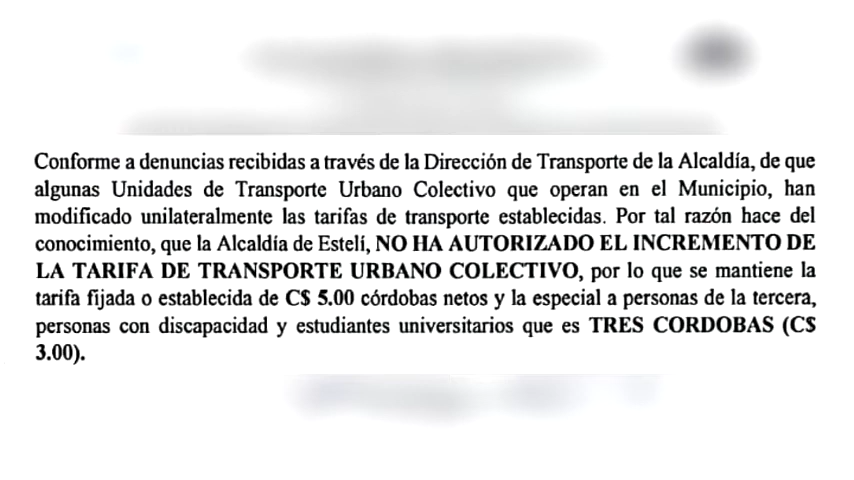 Conforme a denuncias recibidas a través de la Dirección de Transporte de la Alcaldía, de que
algunas Unidades de Transporte Urbano Colectivo que operan en el Municipio, han
modificado unilateralmente las tarifas de transporte establecidas. Por tal razón hace del
conocimiento, que la Alcaldía de Estelí, NO HA AUTORIZADO EL INCREMENTO DE
LA TARIFA DE TRANSPORTE URBANO COLECTIVO, por lo que se mantiene la
tarifa fijada o establecida de C$ 5.00 córdobas netos y la especial a personas de la tercera,
personas con discapacidad y estudiantes universitarios que es TRES CORDOBAS (C$
3.00).